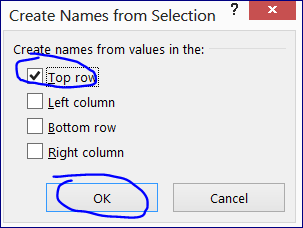 Create Names from Selection ? ×
Create names from values in the:
Top row
Left column
Bottom row
Right column
OK Cancel